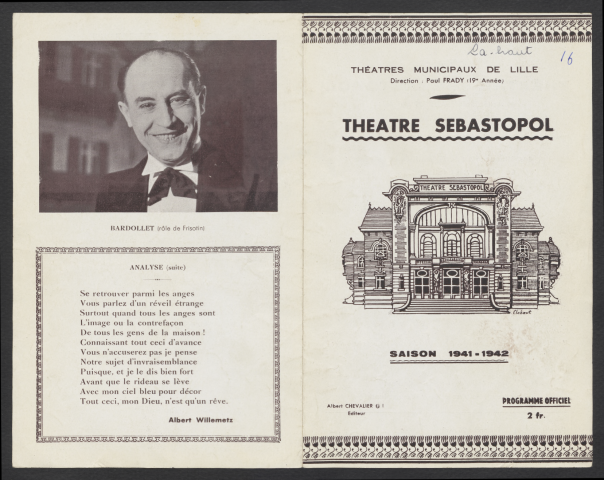 BARDOLLET (rôle de Frisotin)
ANALYSE (suite)
Se retrouver parmi les anges
Vous parlez d'un réveil étrange
Surtout quand tous les anges sont
L'image ou la contrefaçon
De tous les gens de la maison !
Connaissant tout ceci d'avance
Vous n'accuserez pas je pense
Notre sujet d'invraisemblance
Puisque, et je le dis bien fort
Avant que le rideau se lève
Avec mon ciel bleu pour décor
Tout ceci, mon Dieu, n'est qu'un rêve.
Albert Willemetz
La-haut
16
THÉATRES MUNICIPAUX DE LILLE
Direction : Paol FRADY (19e Année)
THEATRE SEBASTOPOL
THEATRE SEBASTOPOL
SAISON 1941-1942
Albert CHEVALIER
Editeur
PROGRAMME OFFICIEL
2 fr.